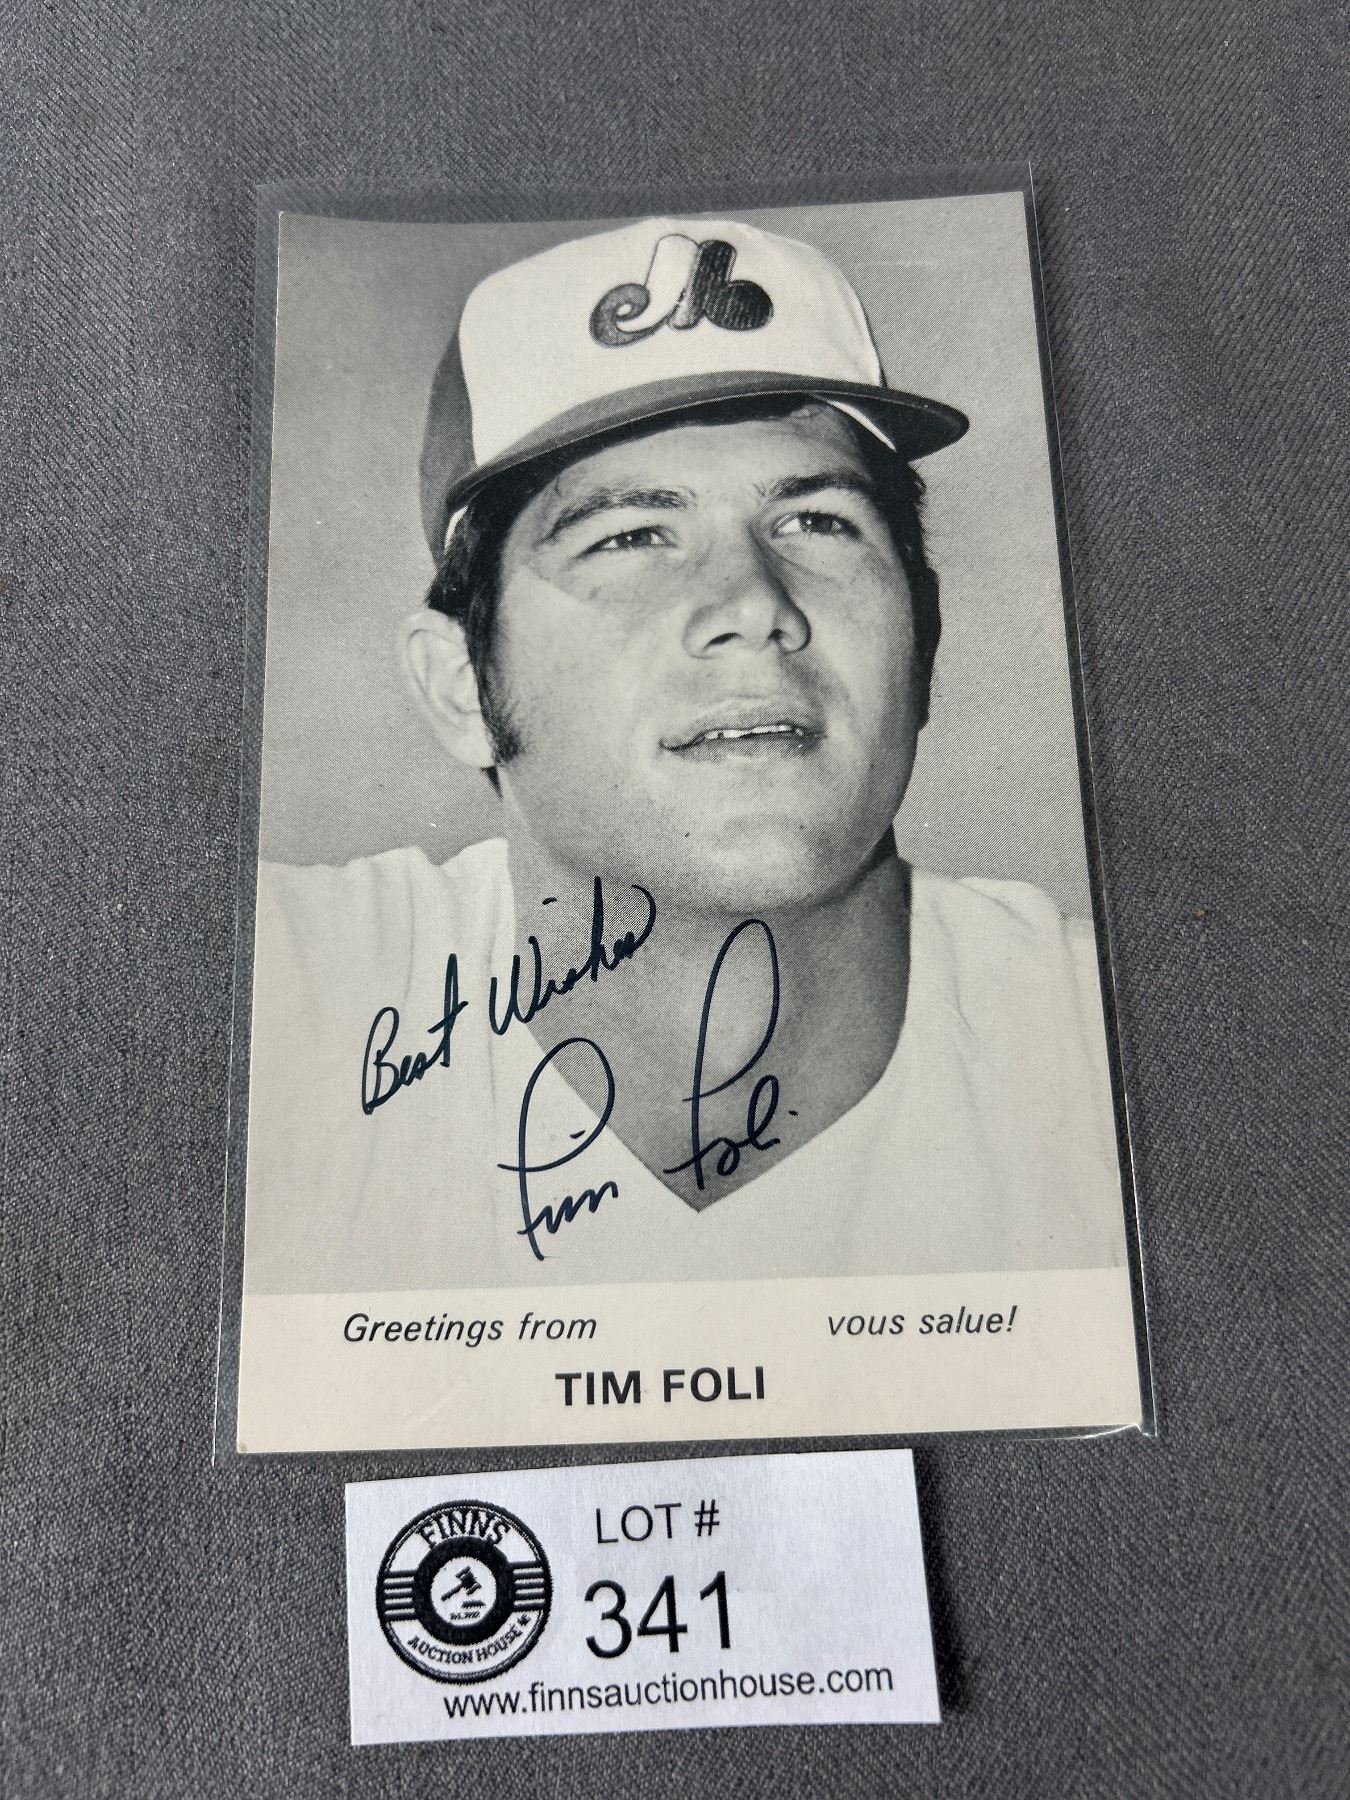 Best Wishes
Tim Foli
Greetings from vous salue!
TIM FOLI
FINNS
AUCTION HOUSE
LOT #
341
www.finnsauctionhouse.com